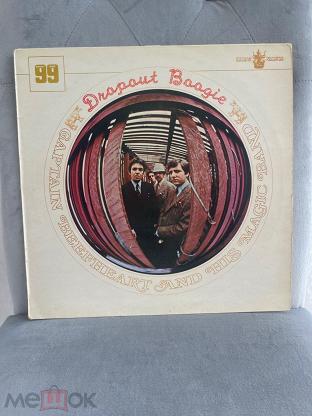 99
Dropout Boogie
CAPTAIN BEEFHEART AND HIS MAGIC BAND
мешок